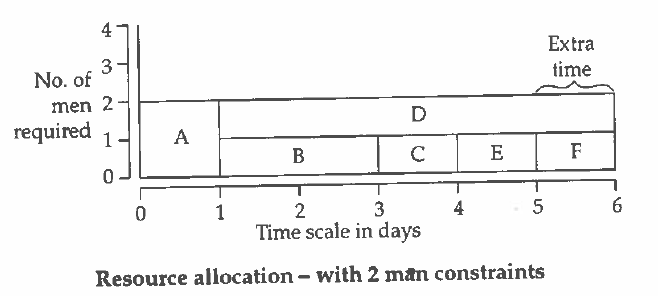 4
Extra
time
3
No. of
men
required
2
1
0
D
A
B
C
E
F
0 1 2 3 4 5 6
Time scale in days
Resource allocation – with 2 man constraints